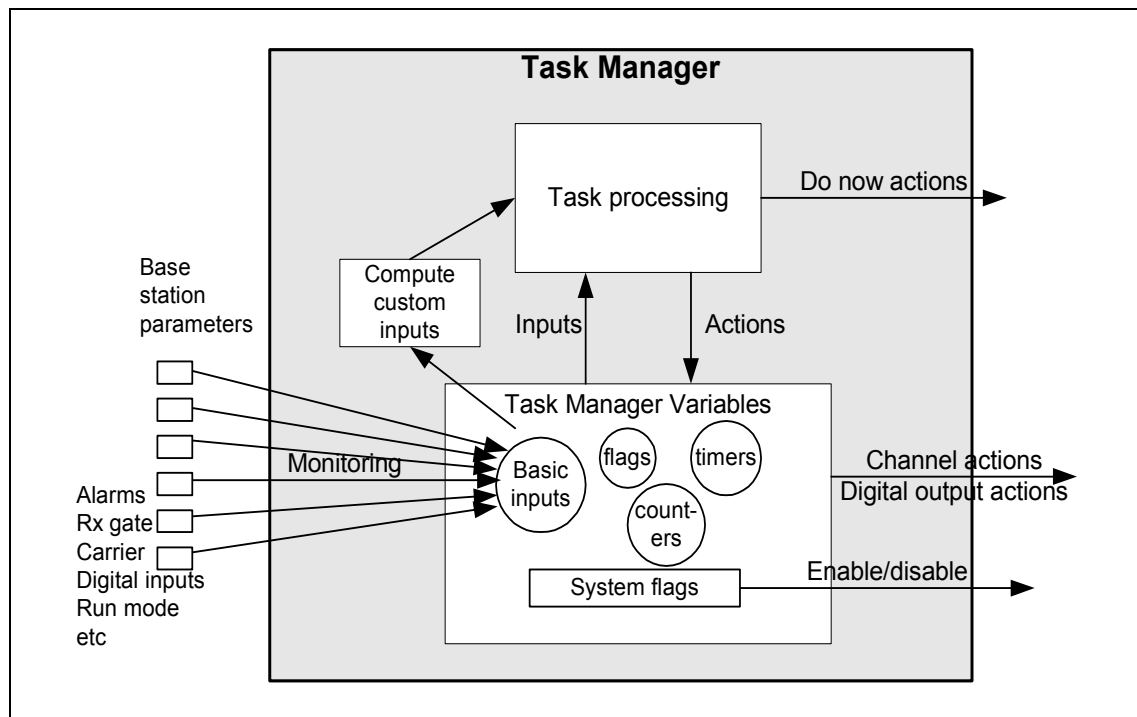 Task Manager
Task processing
Do now actions
Compute
custom
inputs
Base
station
parameters
Inputs
Actions
Task Manager Variables
Monitoring
Basic
inputs
flags
timers
count-
ers
Channel actions
Digital output actions
System flags
Enable/disable
Alarms
Rx gate
Carrier
Digital inputs
Run mode
etc